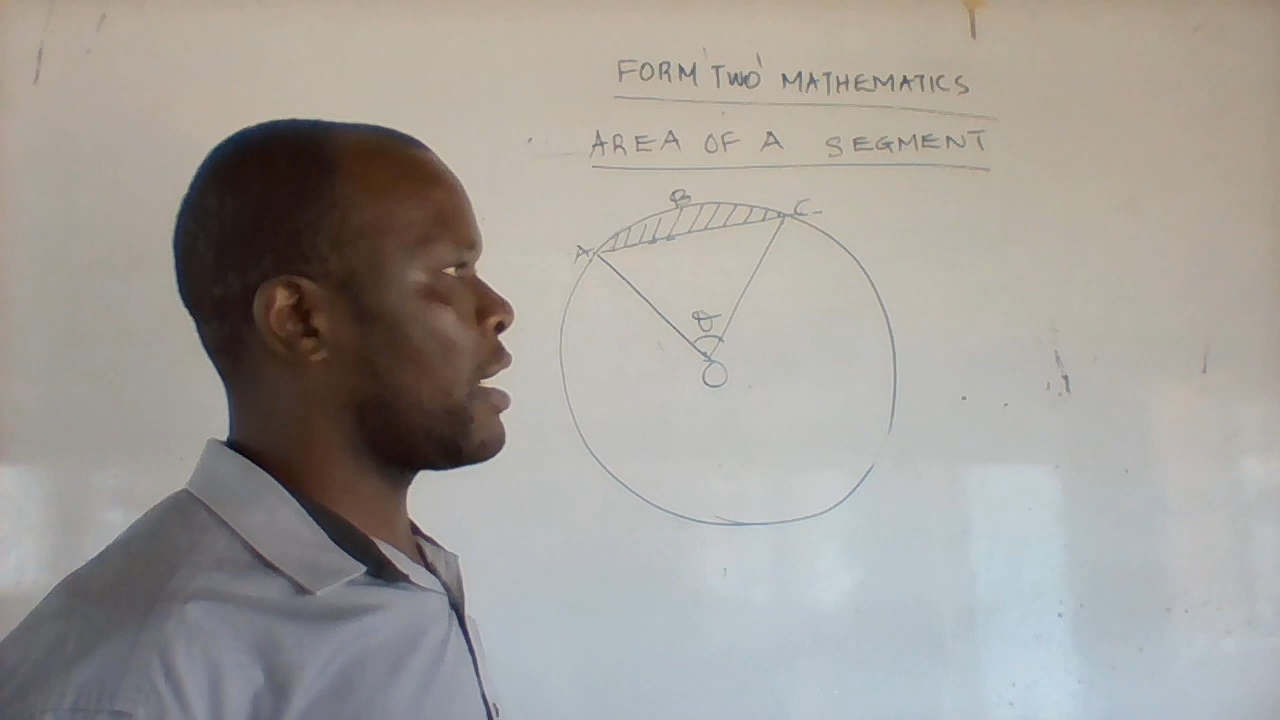 FORM 'TWO' MATHEMATICS
AREA OF A SEGMENT
B
A
C
θ
O